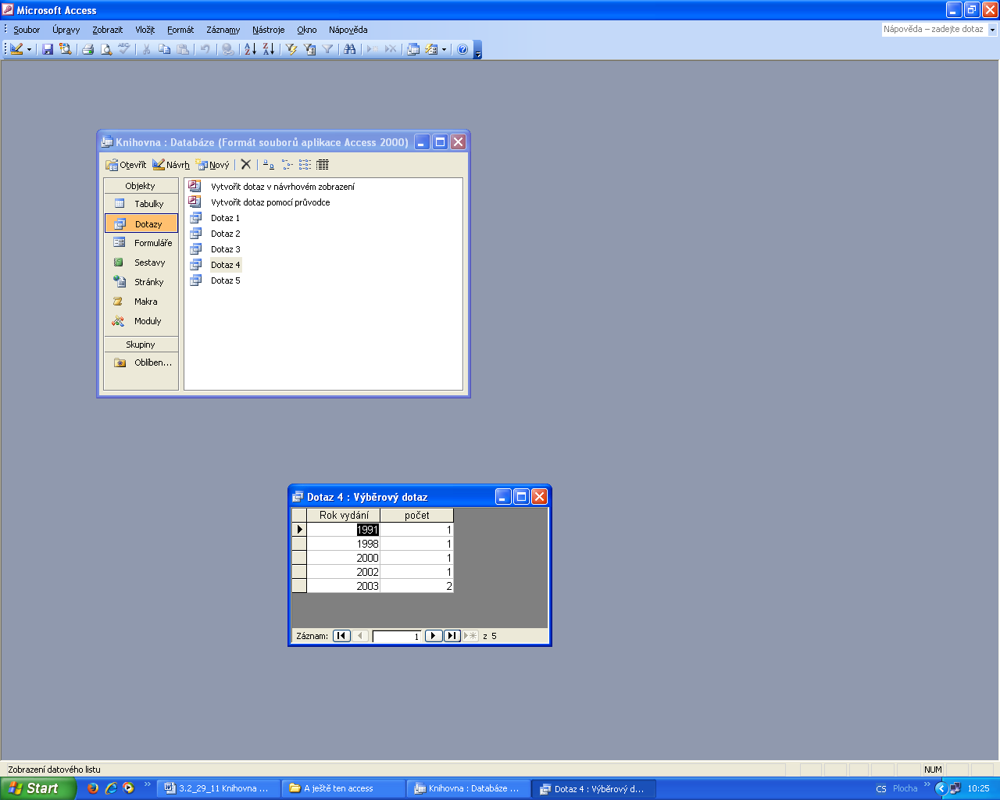 Microsoft Access
Soubor Úpravy Zobrazit Vložit Formát Záznamy Nástroje Okno Nápověda
Nápověda – zadejte dotaz
Knihovna : Databáze (Formát souborů aplikace Access 2000)
Otevřít Návrh Nový
Objekty
Tabulky
Dotazy
Formuláře
Sestavy
Stránky
Makra
Moduly
Skupiny
Oblíben...
Vytvořit dotaz v návrhovém zobrazení
Vytvořit dotaz pomocí průvodce
Dotaz 1
Dotaz 2
Dotaz 3
Dotaz 4
Dotaz 5
Dotaz 4 : Výběrový dotaz
Rok vydání počet
1991 1
1998 1
2000 1
2002 1
2003 2
Záznam: 1 z 5
Zobrazení datového listu
NUM
Start
3.2_29_11 Knihovna ...
A ještě ten access
Knihovna : Databáze ...
Dotaz 4 : Výběrový d...
CS Plocha
10:25